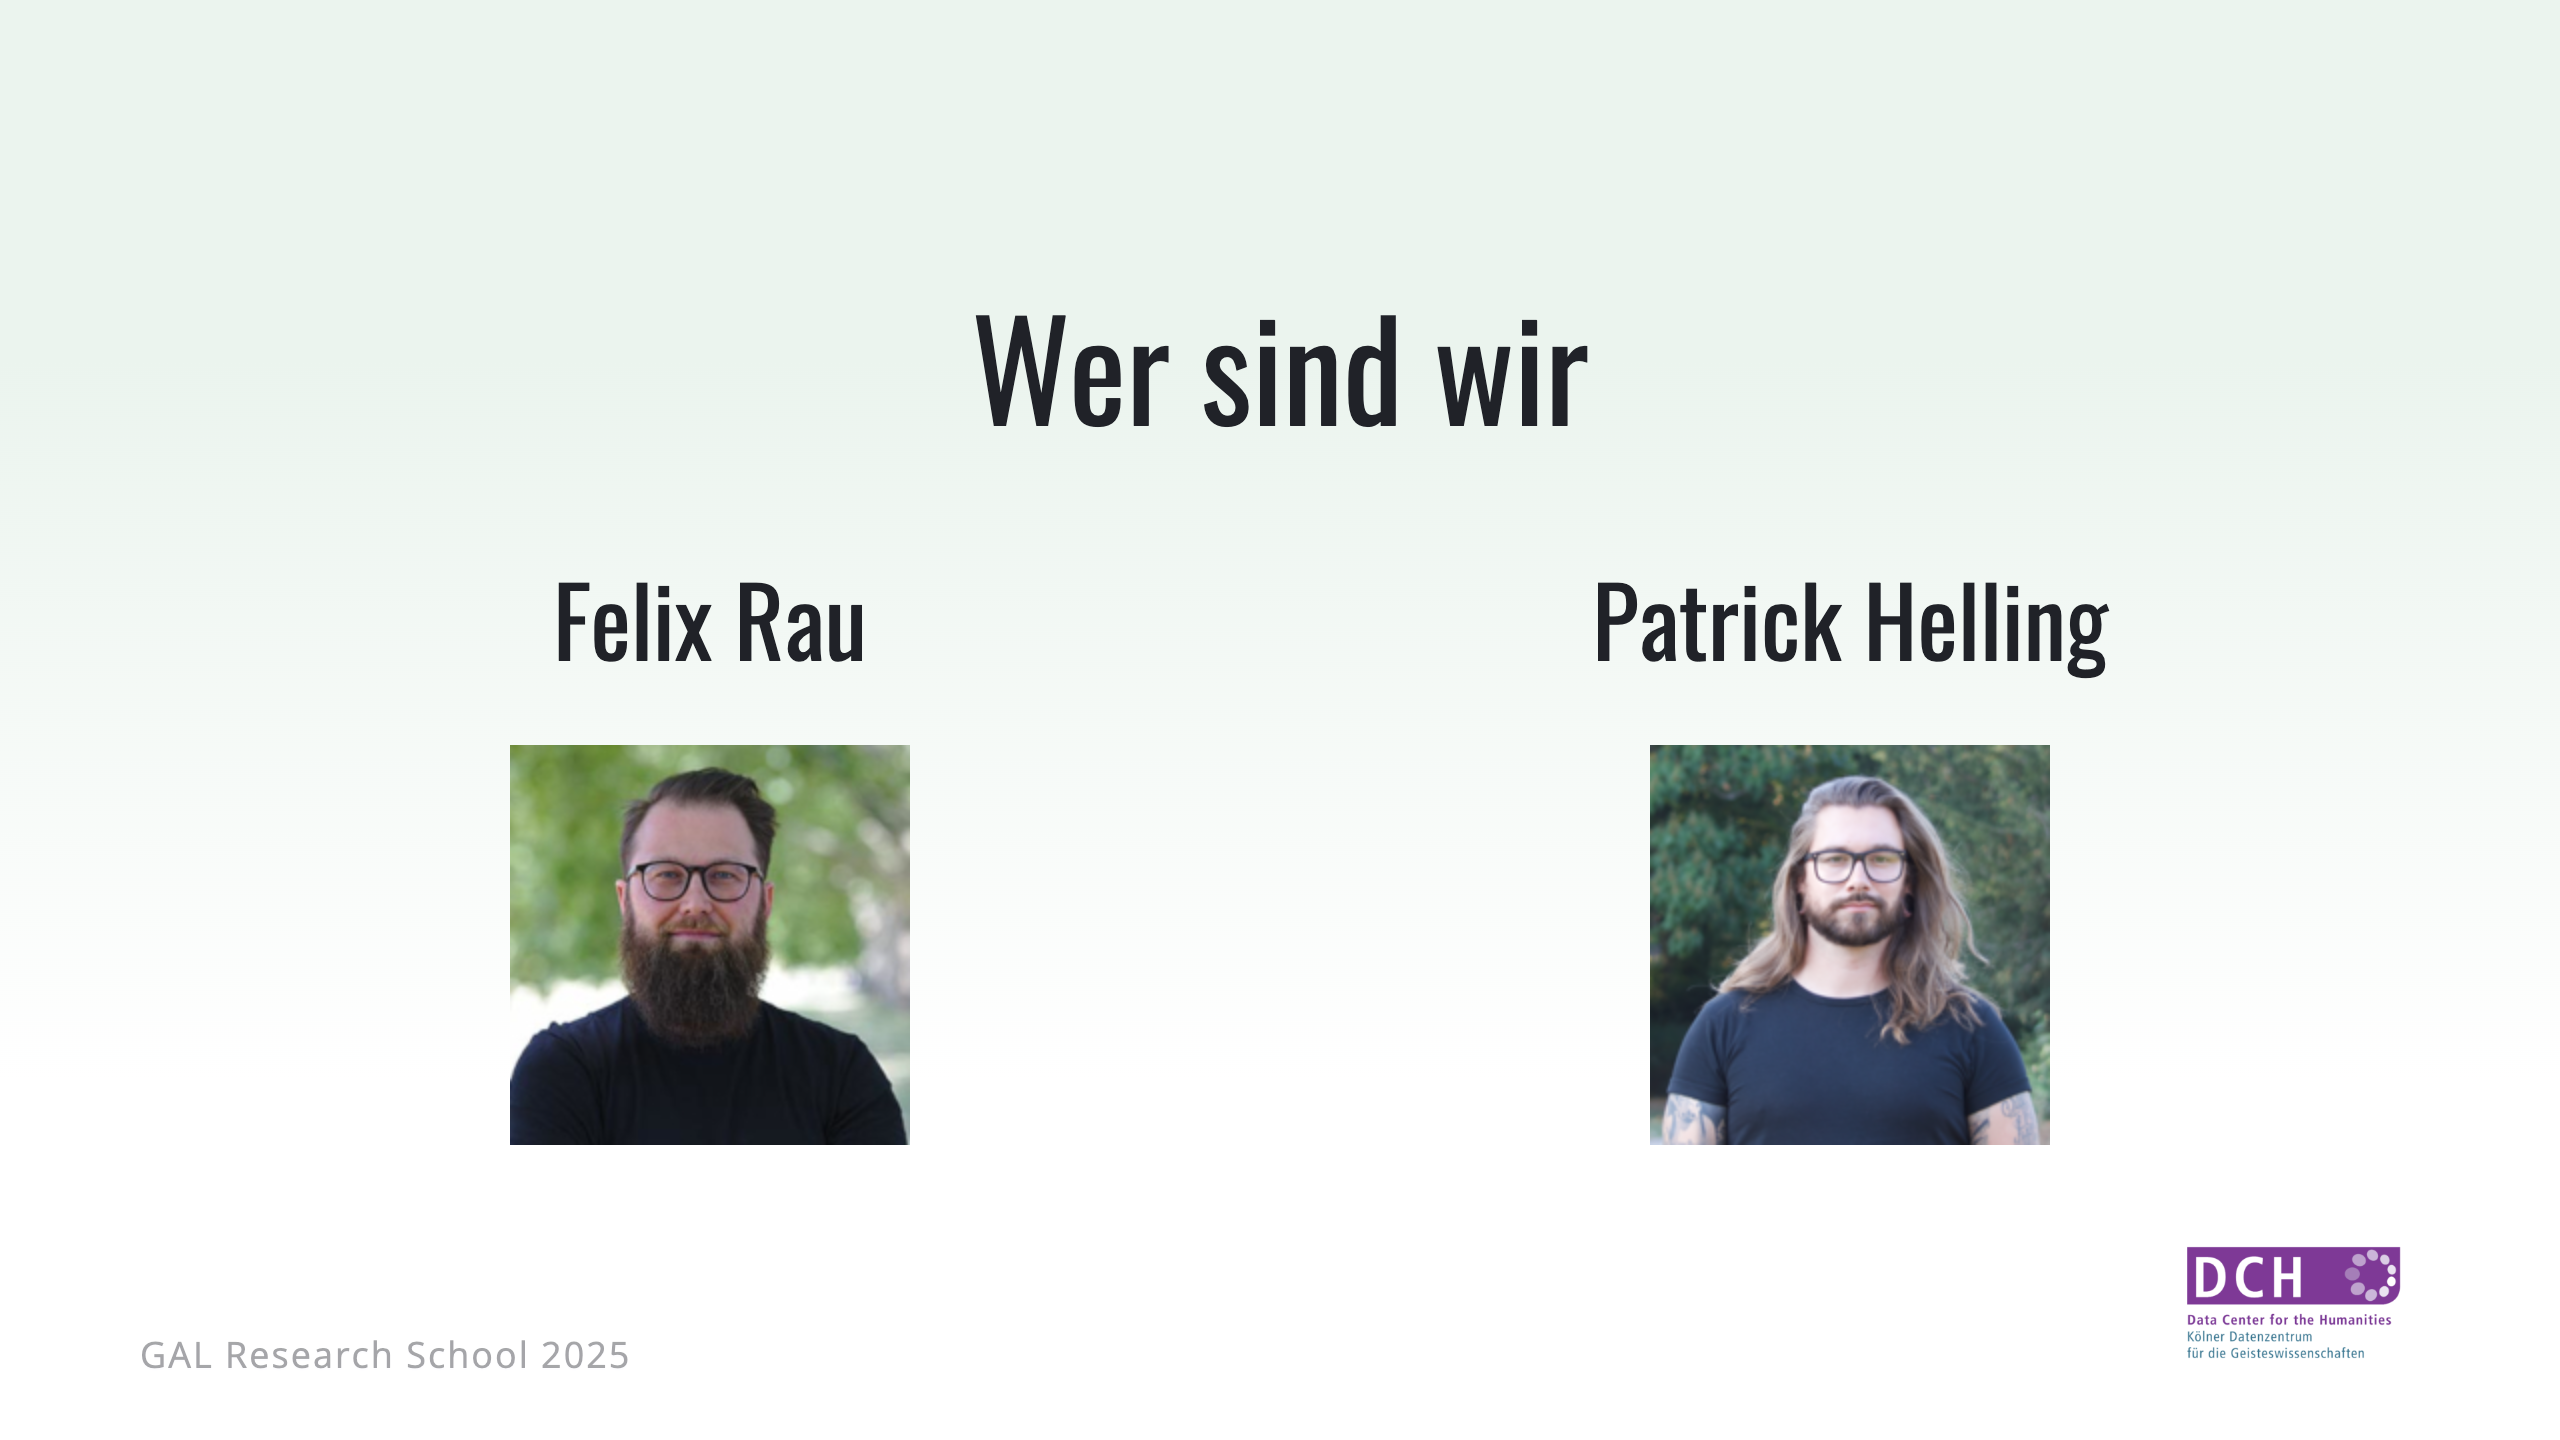 Wer sind wir
Felix Rau
Patrick Helling
GAL Research School 2025
DCH
Data Center for the Humanities
Kölner Datenzentrum
für die Geisteswissenschaften